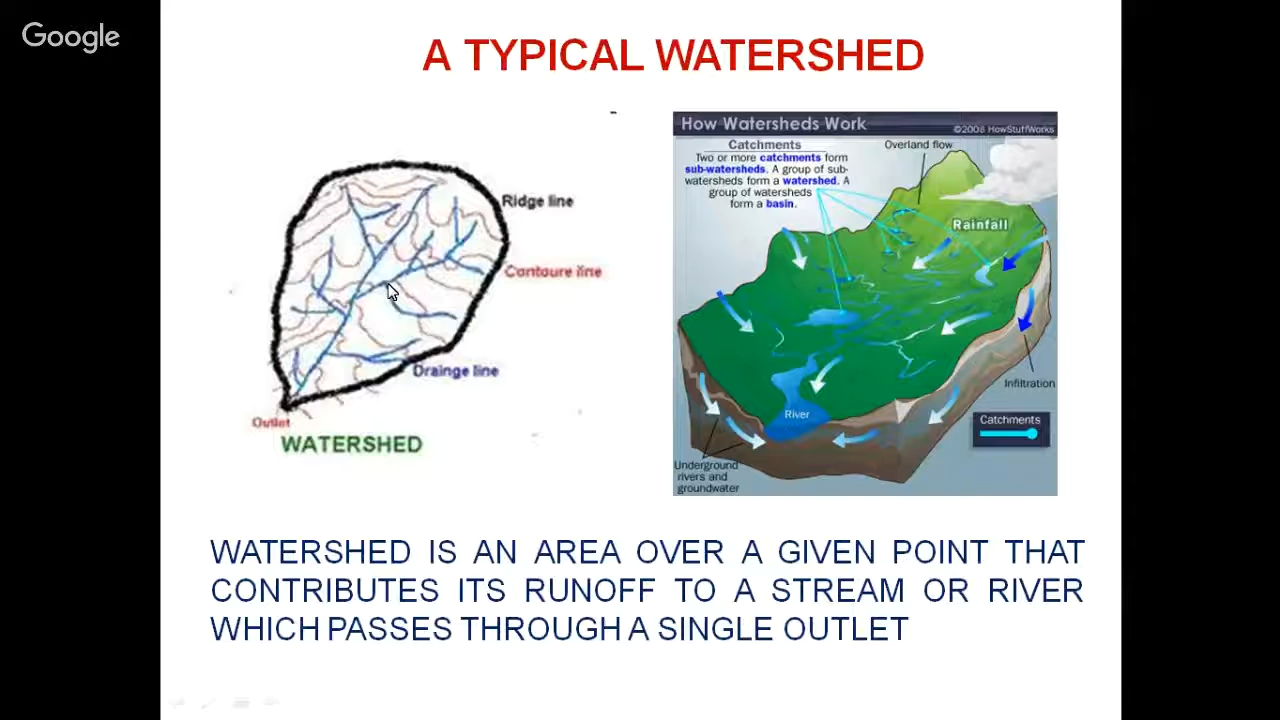 Google
A TYPICAL WATERSHED
Ridge line
Contoure line
Drainge line
Outlet
WATERSHED
How Watersheds Work
©2008 HowStuffWorks
Catchments
Two or more catchments form
sub-watersheds. A group of sub-
watersheds form a watershed. A
group of watersheds
form a basin.
Overland flow
Rainfall
Infiltration
River
Catchments
Underground
rivers and
groundwater
WATERSHED IS AN AREA OVER A GIVEN POINT THAT
CONTRIBUTES ITS RUNOFF TO A STREAM OR RIVER
WHICH PASSES THROUGH A SINGLE OUTLET